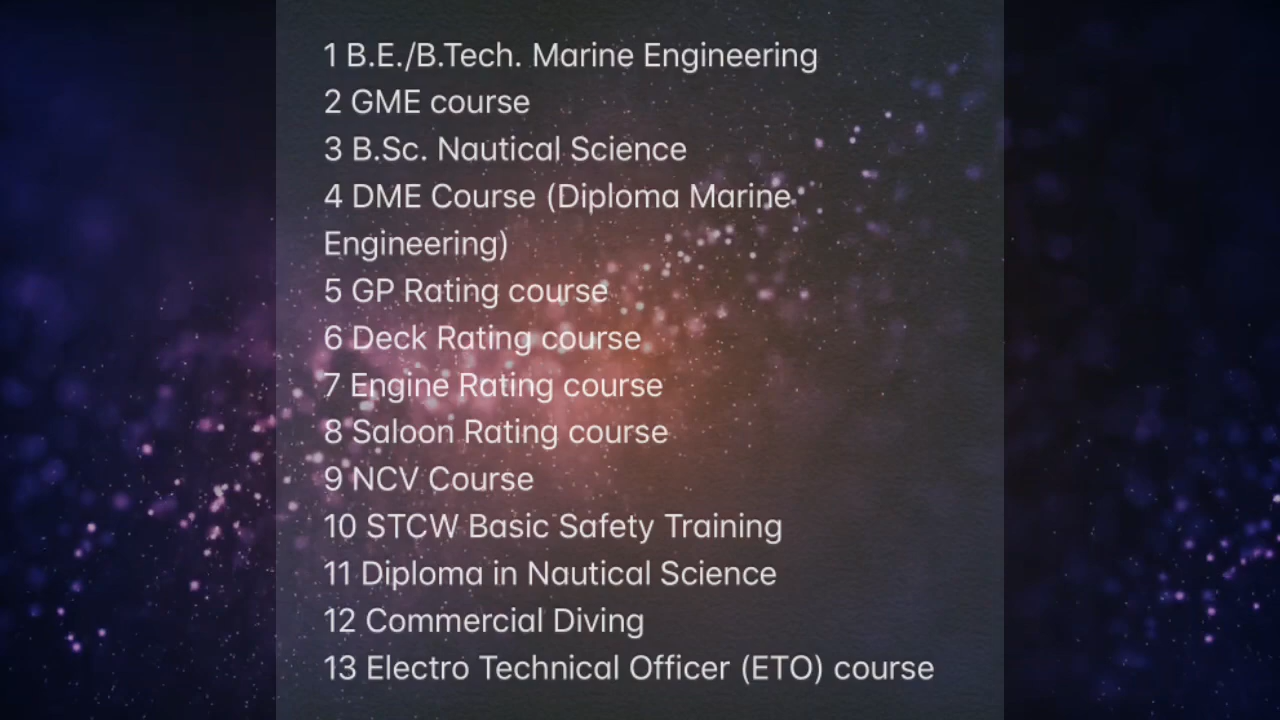 1 B.E./B.Tech. Marine Engineering
2 GME course
3 B.Sc. Nautical Science
4 DME Course (Diploma Marine
Engineering)
5 GP Rating course
6 Deck Rating course
7 Engine Rating course
8 Saloon Rating course
9 NCV Course
10 STCW Basic Safety Training
11 Diploma in Nautical Science
12 Commercial Diving
13 Electro Technical Officer (ETO) course